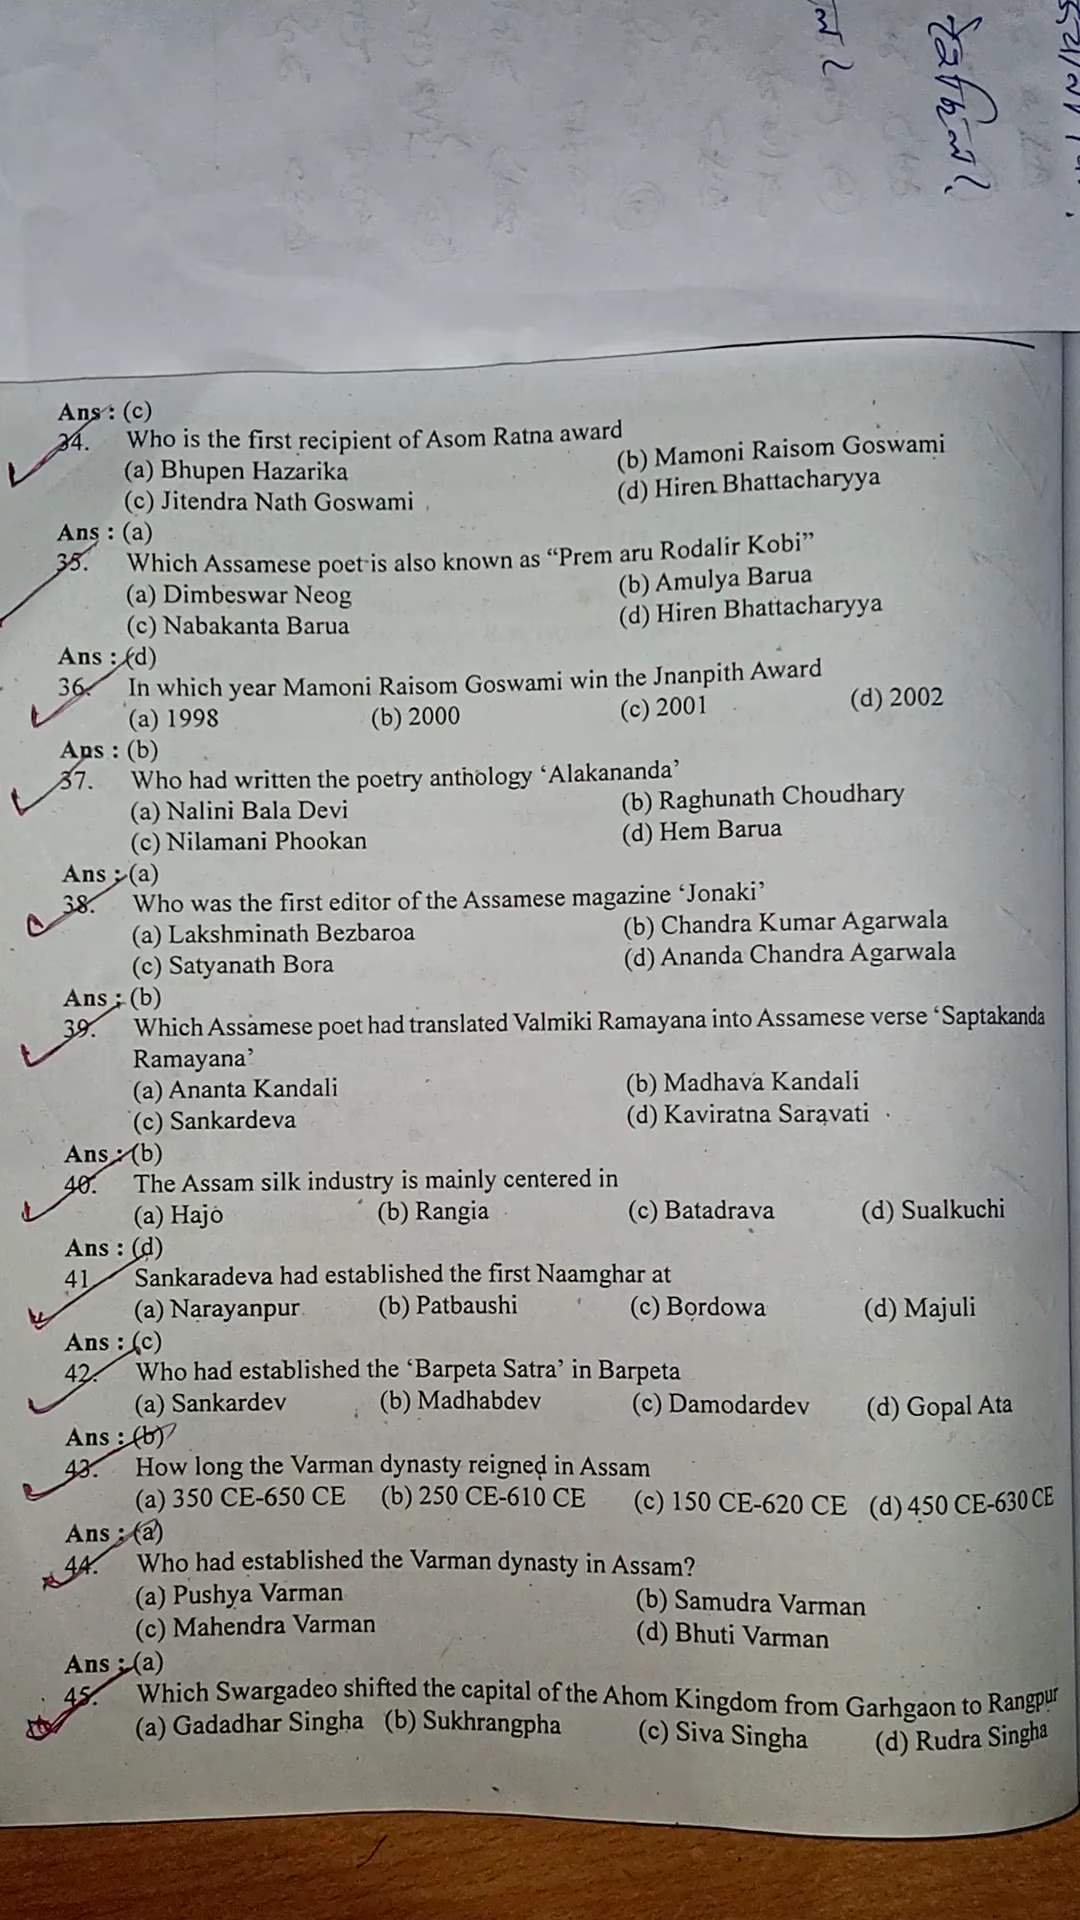 Ans : (c)
34. Who is the first recipient of Asom Ratna award
(a) Bhupen Hazarika (b) Mamoni Raisom Goswami
(c) Jitendra Nath Goswami (d) Hiren Bhattacharyya
Ans : (a)
35. Which Assamese poet is also known as “Prem aru Rodalir Kobi”
(a) Dimbeswar Neog (b) Amulya Barua
(c) Nabakanta Barua (d) Hiren Bhattacharyya
Ans : (d)
36. In which year Mamoni Raisom Goswami win the Jnanpith Award
(a) 1998 (b) 2000 (c) 2001 (d) 2002
Ans : (b)
37. Who had written the poetry anthology ‘Alakananda’
(a) Nalini Bala Devi (b) Raghunath Choudhary
(c) Nilamani Phookan (d) Hem Barua
Ans : (a)
38. Who was the first editor of the Assamese magazine ‘Jonaki’
(a) Lakshminath Bezbaroa (b) Chandra Kumar Agarwala
(c) Satyanath Bora (d) Ananda Chandra Agarwala
Ans : (b)
39. Which Assamese poet had translated Valmiki Ramayana into Assamese verse ‘Saptakanda
Ramayana’
(a) Ananta Kandali (b) Madhava Kandali
(c) Sankardeva (d) Kaviratna Saravati
Ans : (b)
40. The Assam silk industry is mainly centered in
(a) Hajo (b) Rangia (c) Batadrava (d) Sualkuchi
Ans : (d)
41. Sankaradeva had established the first Naamghar at
(a) Narayanpur (b) Patbaushi (c) Bordowa (d) Majuli
Ans : (c)
42. Who had established the ‘Barpeta Satra’ in Barpeta
(a) Sankardev (b) Madhabdev (c) Damodardev (d) Gopal Ata
Ans : (b)
43. How long the Varman dynasty reigned in Assam
(a) 350 CE-650 CE (b) 250 CE-610 CE (c) 150 CE-620 CE (d) 450 CE-630 CE
Ans : (a)
44. Who had established the Varman dynasty in Assam?
(a) Pushya Varman (b) Samudra Varman
(c) Mahendra Varman (d) Bhuti Varman
Ans : (a)
45. Which Swargadeo shifted the capital of the Ahom Kingdom from Garhgaon to Rangpur
(a) Gadadhar Singha (b) Sukhrangpha (c) Siva Singha (d) Rudra Singha